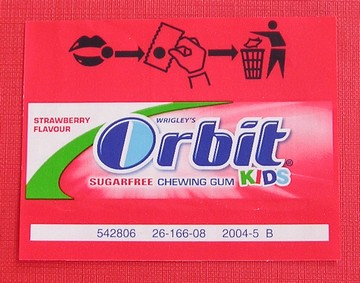 STRAWBERRY
FLAVOUR
WRIGLEY'S
Orbit®
SUGARFREE CHEWING GUM KIDS
542806 26-166-08 2004-5 B